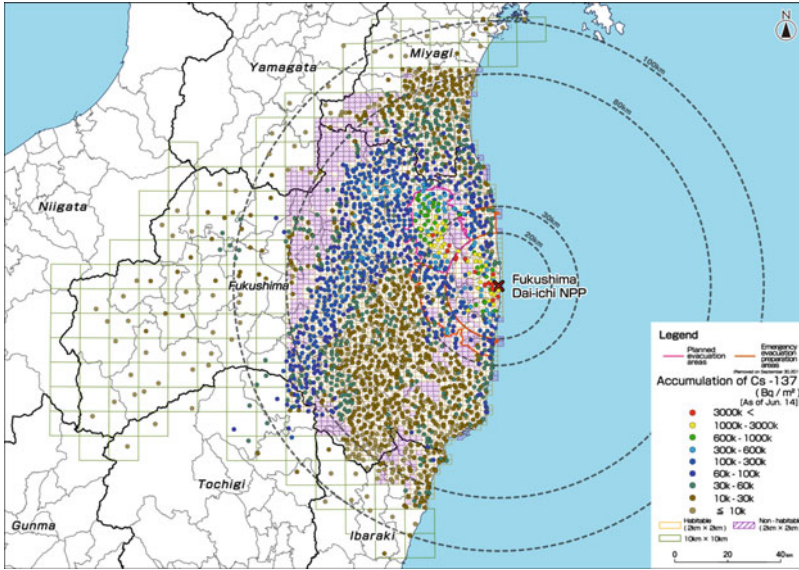 N
Miyagi
Yamagata
100km
80km
Niigata
30km
20km
Fukushima
Fukushima
Dai-ichi NPP
Legend
Planned
evacuation
areas
Emergency
evacuation
preparation
areas
Accumulation of Cs -137
( Bq / m² )
[As of Jun. 14]
3000k <
1000k - 3000k
600k - 1000k
300k - 600k
100k - 300k
60k - 100k
30k - 60k
10k - 30k
≦ 10k
Habitable
( 2km × 2km )
Non - habitable
( 2km × 2km )
10km × 10km
0 20 40km
Tochigi
Gunma
Ibaraki